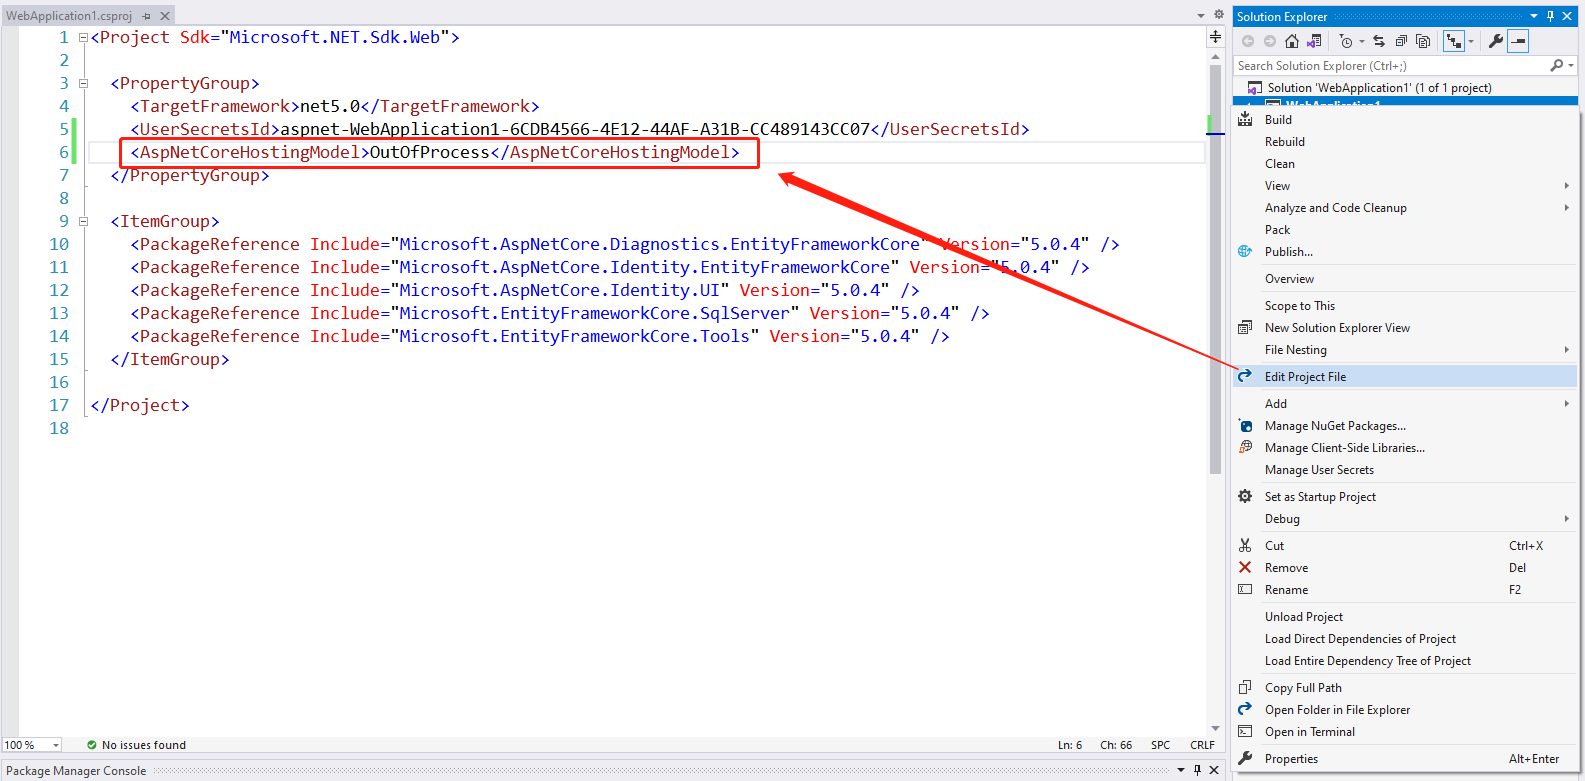 WebApplication1.csproj
1 <Project Sdk="Microsoft.NET.Sdk.Web">
2
3 <PropertyGroup>
4 <TargetFramework>net5.0</TargetFramework>
5 <UserSecretsId>aspnet-WebApplication1-6CDB4566-4E12-44AF-A31B-CC489143CC07</UserSecretsId>
6 <AspNetCoreHostingModel>OutOfProcess</AspNetCoreHostingModel>
7 </PropertyGroup>
8
9 <ItemGroup>
10 <PackageReference Include="Microsoft.AspNetCore.Diagnostics.EntityFrameworkCore" Version="5.0.4" />
11 <PackageReference Include="Microsoft.AspNetCore.Identity.EntityFrameworkCore" Version="5.0.4" />
12 <PackageReference Include="Microsoft.AspNetCore.Identity.UI" Version="5.0.4" />
13 <PackageReference Include="Microsoft.EntityFrameworkCore.SqlServer" Version="5.0.4" />
14 <PackageReference Include="Microsoft.EntityFrameworkCore.Tools" Version="5.0.4" />
15 </ItemGroup>
16
17 </Project>
18
100 %
No issues found
Ln: 6 Ch: 66 SPC CRLF
Package Manager Console
Solution Explorer
Search Solution Explorer (Ctrl+;)
Solution 'WebApplication1' (1 of 1 project)
WebApplication1
Build
Rebuild
Clean
View
Analyze and Code Cleanup
Pack
Publish...
Overview
Scope to This
New Solution Explorer View
File Nesting
Edit Project File
Add
Manage NuGet Packages...
Manage Client-Side Libraries...
Manage User Secrets
Set as Startup Project
Debug
Cut Ctrl+X
Remove Del
Rename F2
Unload Project
Load Direct Dependencies of Project
Load Entire Dependency Tree of Project
Copy Full Path
Open Folder in File Explorer
Open in Terminal
Properties Alt+Enter